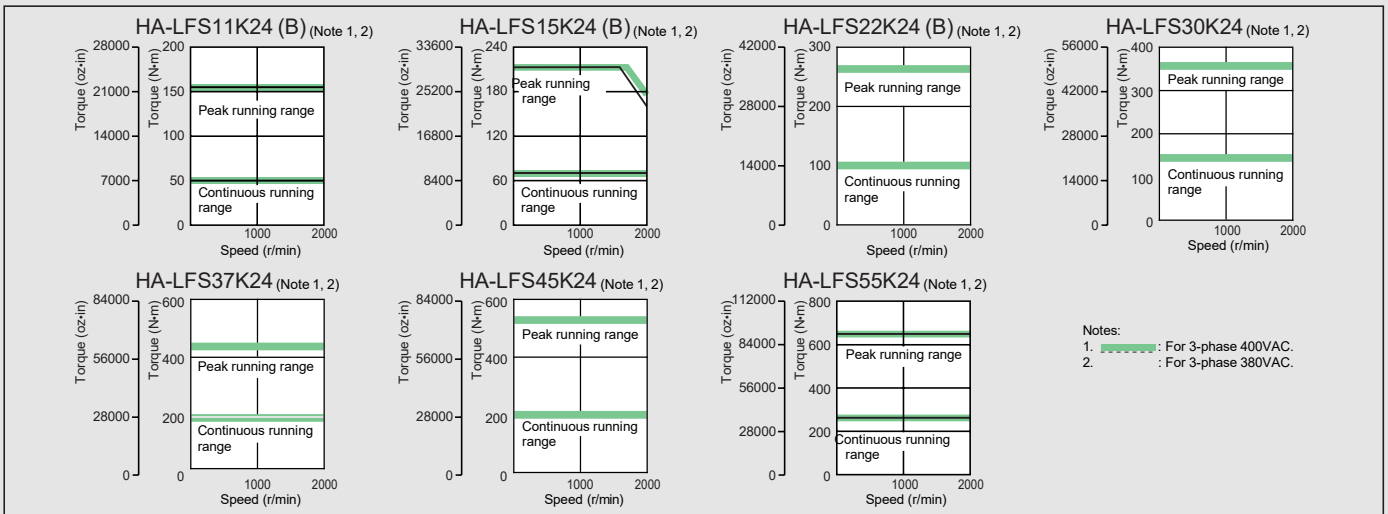 HA-LFS11K24 (B) (Note 1, 2)
Torque (oz•in)
28000
21000
14000
7000
0
Torque (N•m)
200
150
100
50
0
Peak running range
Continuous running
range
1000
2000
Speed (r/min)
HA-LFS15K24 (B) (Note 1, 2)
Torque (oz•in)
33600
25200
16800
8400
0
Torque (N•m)
240
180
120
60
0
Peak running
range
Continuous running
range
1000
2000
Speed (r/min)
HA-LFS22K24 (B) (Note 1, 2)
Torque (oz•in)
42000
28000
14000
0
Torque (N•m)
300
200
100
0
Peak running range
Continuous running
range
1000
2000
Speed (r/min)
HA-LFS30K24 (Note 1, 2)
Torque (oz•in)
56000
42000
28000
14000
0
Torque (N•m)
400
300
200
100
0
Peak running range
Continuous running
range
1000
2000
Speed (r/min)
HA-LFS37K24 (Note 1, 2)
Torque (oz•in)
84000
56000
28000
0
Torque (N•m)
600
400
200
0
Peak running range
Continuous running
range
1000
2000
Speed (r/min)
HA-LFS45K24 (Note 1, 2)
Torque (oz•in)
84000
56000
28000
0
Torque (N•m)
600
400
200
0
Peak running range
Continuous running
range
1000
2000
Speed (r/min)
HA-LFS55K24 (Note 1, 2)
Torque (oz•in)
112000
84000
56000
28000
0
Torque (N•m)
800
600
400
200
0
Peak running range
Continuous running
range
1000
2000
Speed (r/min)
Notes:
1. : For 3-phase 400VAC.
2. : For 3-phase 380VAC.